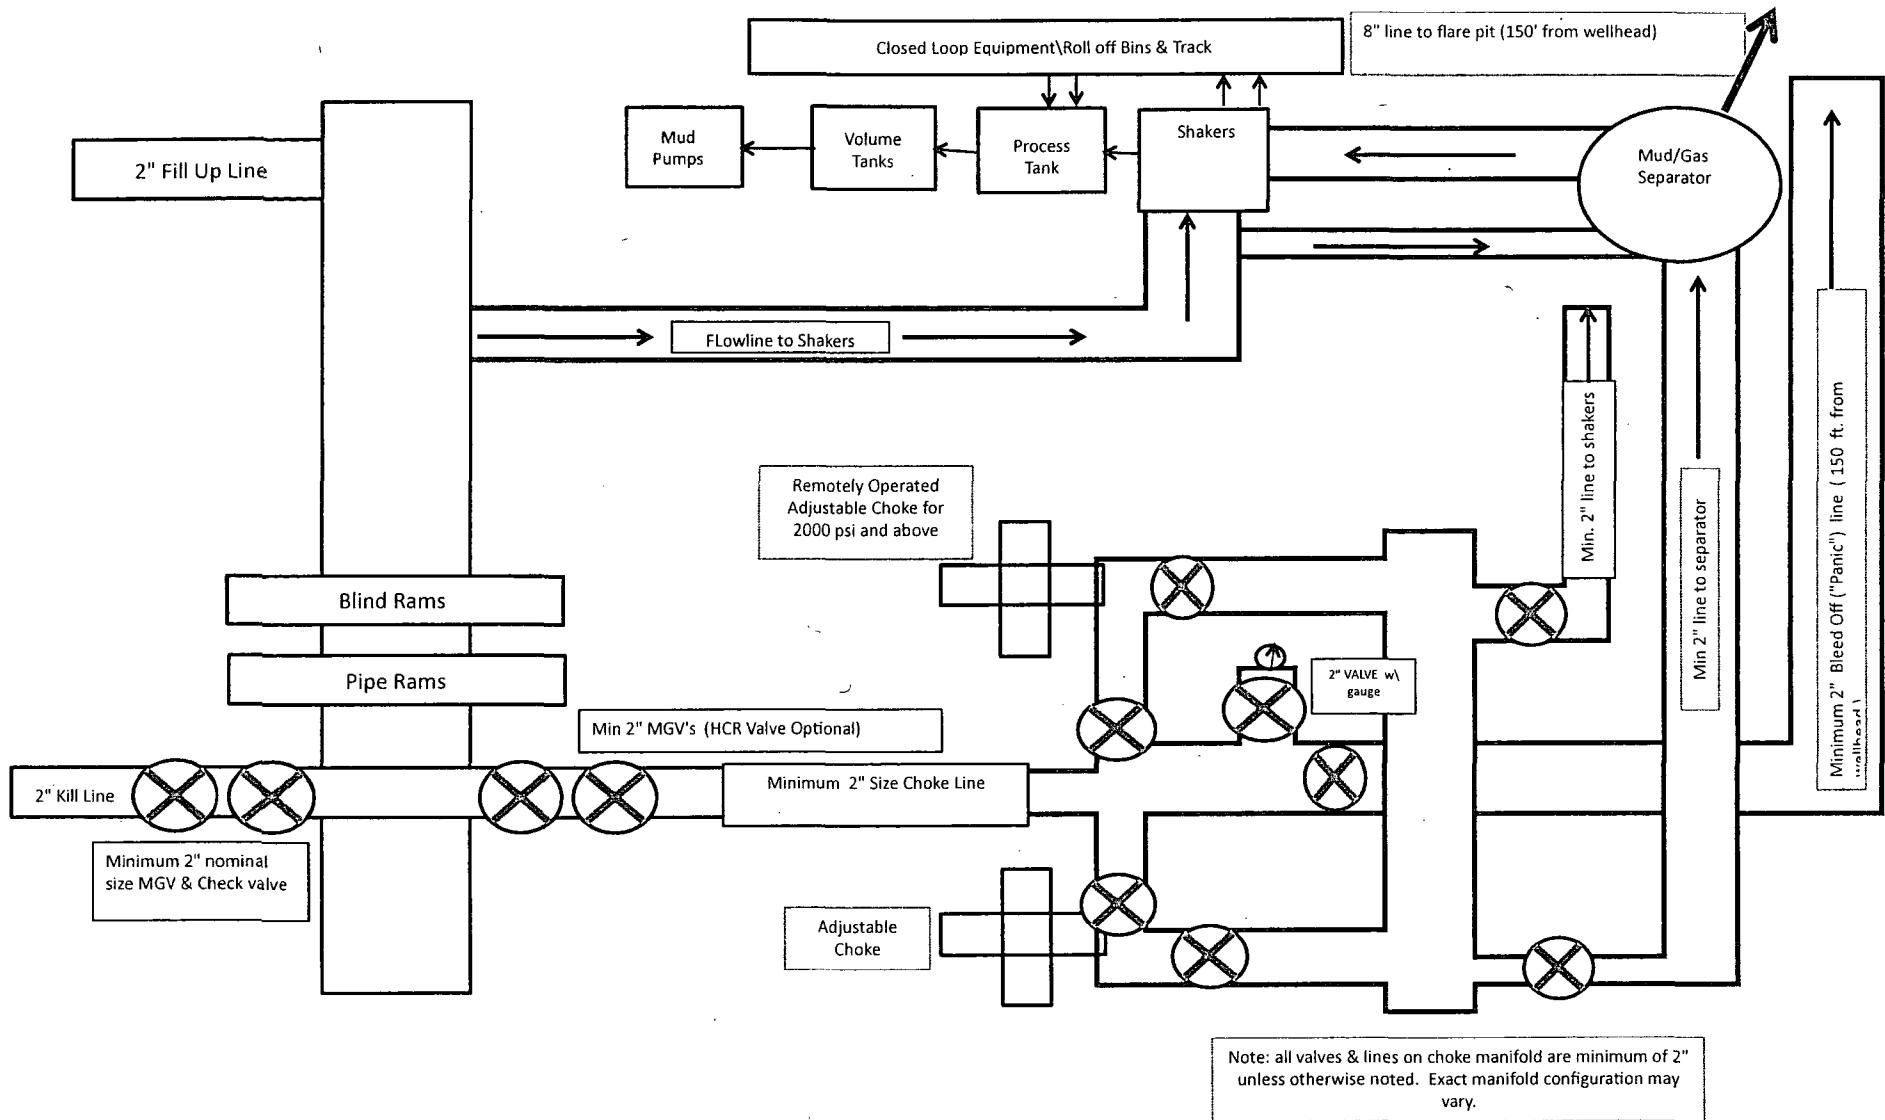 Closed Loop Equipment\Roll off Bins & Track
8" line to flare pit (150' from wellhead)
Mud
Pumps
Volume
Tanks
Process
Tank
Shakers
Mud/Gas
Separator
2" Fill Up Line
FLowline to Shakers
Remotely Operated
Adjustable Choke for
2000 psi and above
Min. 2" line to shakers
Min 2" line to separator
Minimum 2" Bleed Off ("Panic") line ( 150 ft. from
wellhead)
Blind Rams
Pipe Rams
2" VALVE w\
gauge
Min 2" MGV's (HCR Valve Optional)
2" Kill Line
Minimum 2" Size Choke Line
Minimum 2" nominal
size MGV & Check valve
Adjustable
Choke
Note: all valves & lines on choke manifold are minimum of 2"
unless otherwise noted. Exact manifold configuration may
vary.